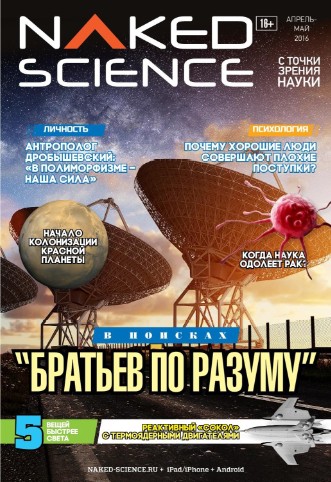 NAKED
SCIENCE
16+
АПРЕЛЬ-
МАЙ
2016
С ТОЧКИ
ЗРЕНИЯ
НАУКИ
ЛИЧНОСТЬ
АНТРОПОЛОГ
ДРОБЫШЕВСКИЙ:
«В ПОЛИМОРФИЗМЕ –
НАША СИЛА»
ПСИХОЛОГИЯ
ПОЧЕМУ ХОРОШИЕ ЛЮДИ
СОВЕРШАЮТ ПЛОХИЕ
ПОСТУПКИ?
НАЧАЛО
КОЛОНИЗАЦИИ
КРАСНОЙ
ПЛАНЕТЫ
КОГДА НАУКА
ОДОЛЕЕТ РАК?
В ПОИСКАХ
"БРАТЬЕВ ПО РАЗУМУ"
5 ВЕЩЕЙ
БЫСТРЕЕ
СВЕТА
РЕАКТИВНЫЙ «СОКОЛ»
С ТЕРМОЯДЕРНЫМИ ДВИГАТЕЛЯМИ
NAKED-SCIENCE.RU + iPad/iPhone + Android